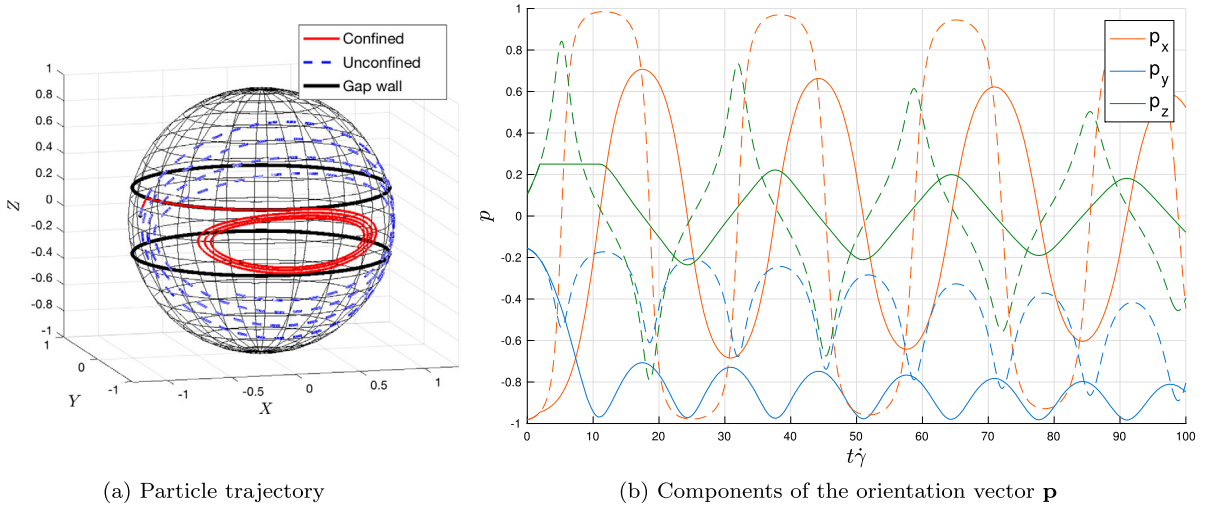 Confined
Unconfined
Gap wall
1
0.8
0.6
0.4
0.2
0
-0.2
-0.4
-0.6
-0.8
-1
Z
1
0
-1
Y
-1
-0.5
0
0.5
1
X
(a) Particle trajectory
1
0.8
0.6
0.4
0.2
0
-0.2
-0.4
-0.6
-0.8
-1
p
p_x
p_y
p_z
0 10 20 30 40 50 60 70 80 90 100
tγ̇
(b) Components of the orientation vector p